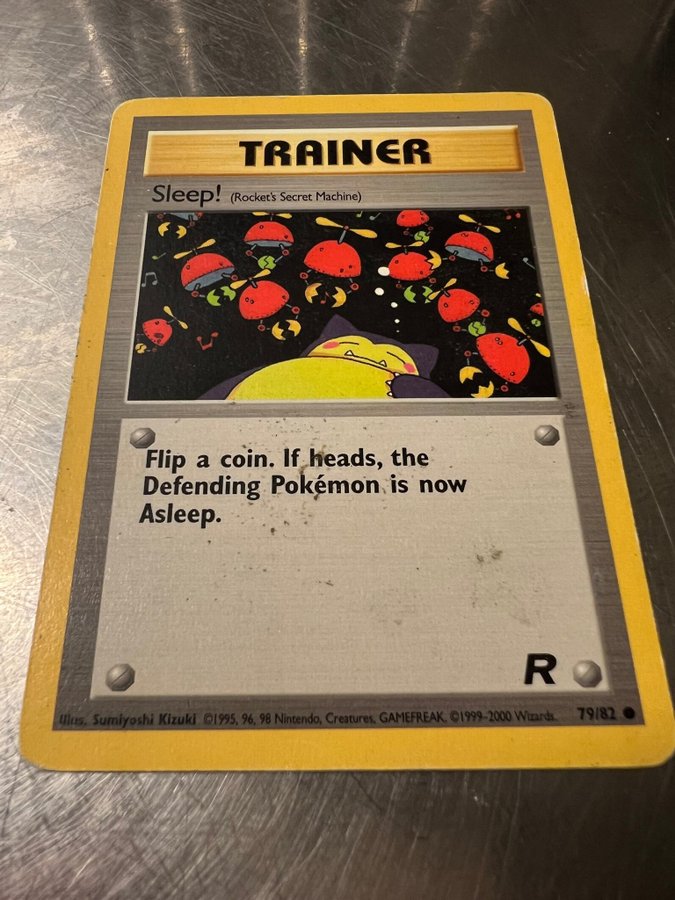 TRAINER
Sleep! (Rocket's Secret Machine)
Flip a coin. If heads, the
Defending Pokémon is now
Asleep.
R
Illus. Sumiyoshi Kizuki ©1995, 96, 98 Nintendo, Creatures, GAMEFREAK. ©1999-2000 Wizards. 79/82